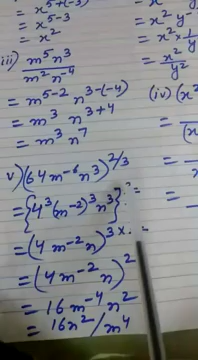 = x^{5+(-3)}
= x^{5-3}
= x^2
= x^2 y^-
= x^2 × 1/y
= x^2/y^2
iii) m^5 n^3 / m^2 n^{-4}
= m^{5-2} n^{3-(-4)}
= m^3 n^{3+4}
= m^3 n^7
(iv) (x^2
v) (64 m^{-6} n^3)^{2/3}
= {4^3 (m^{-2})^3 n^3}
= (4 m^{-2} n)^{3 ×
= (4 m^{-2} n)^2
= 16 m^{-4} n^2
= 16n^2/m^4